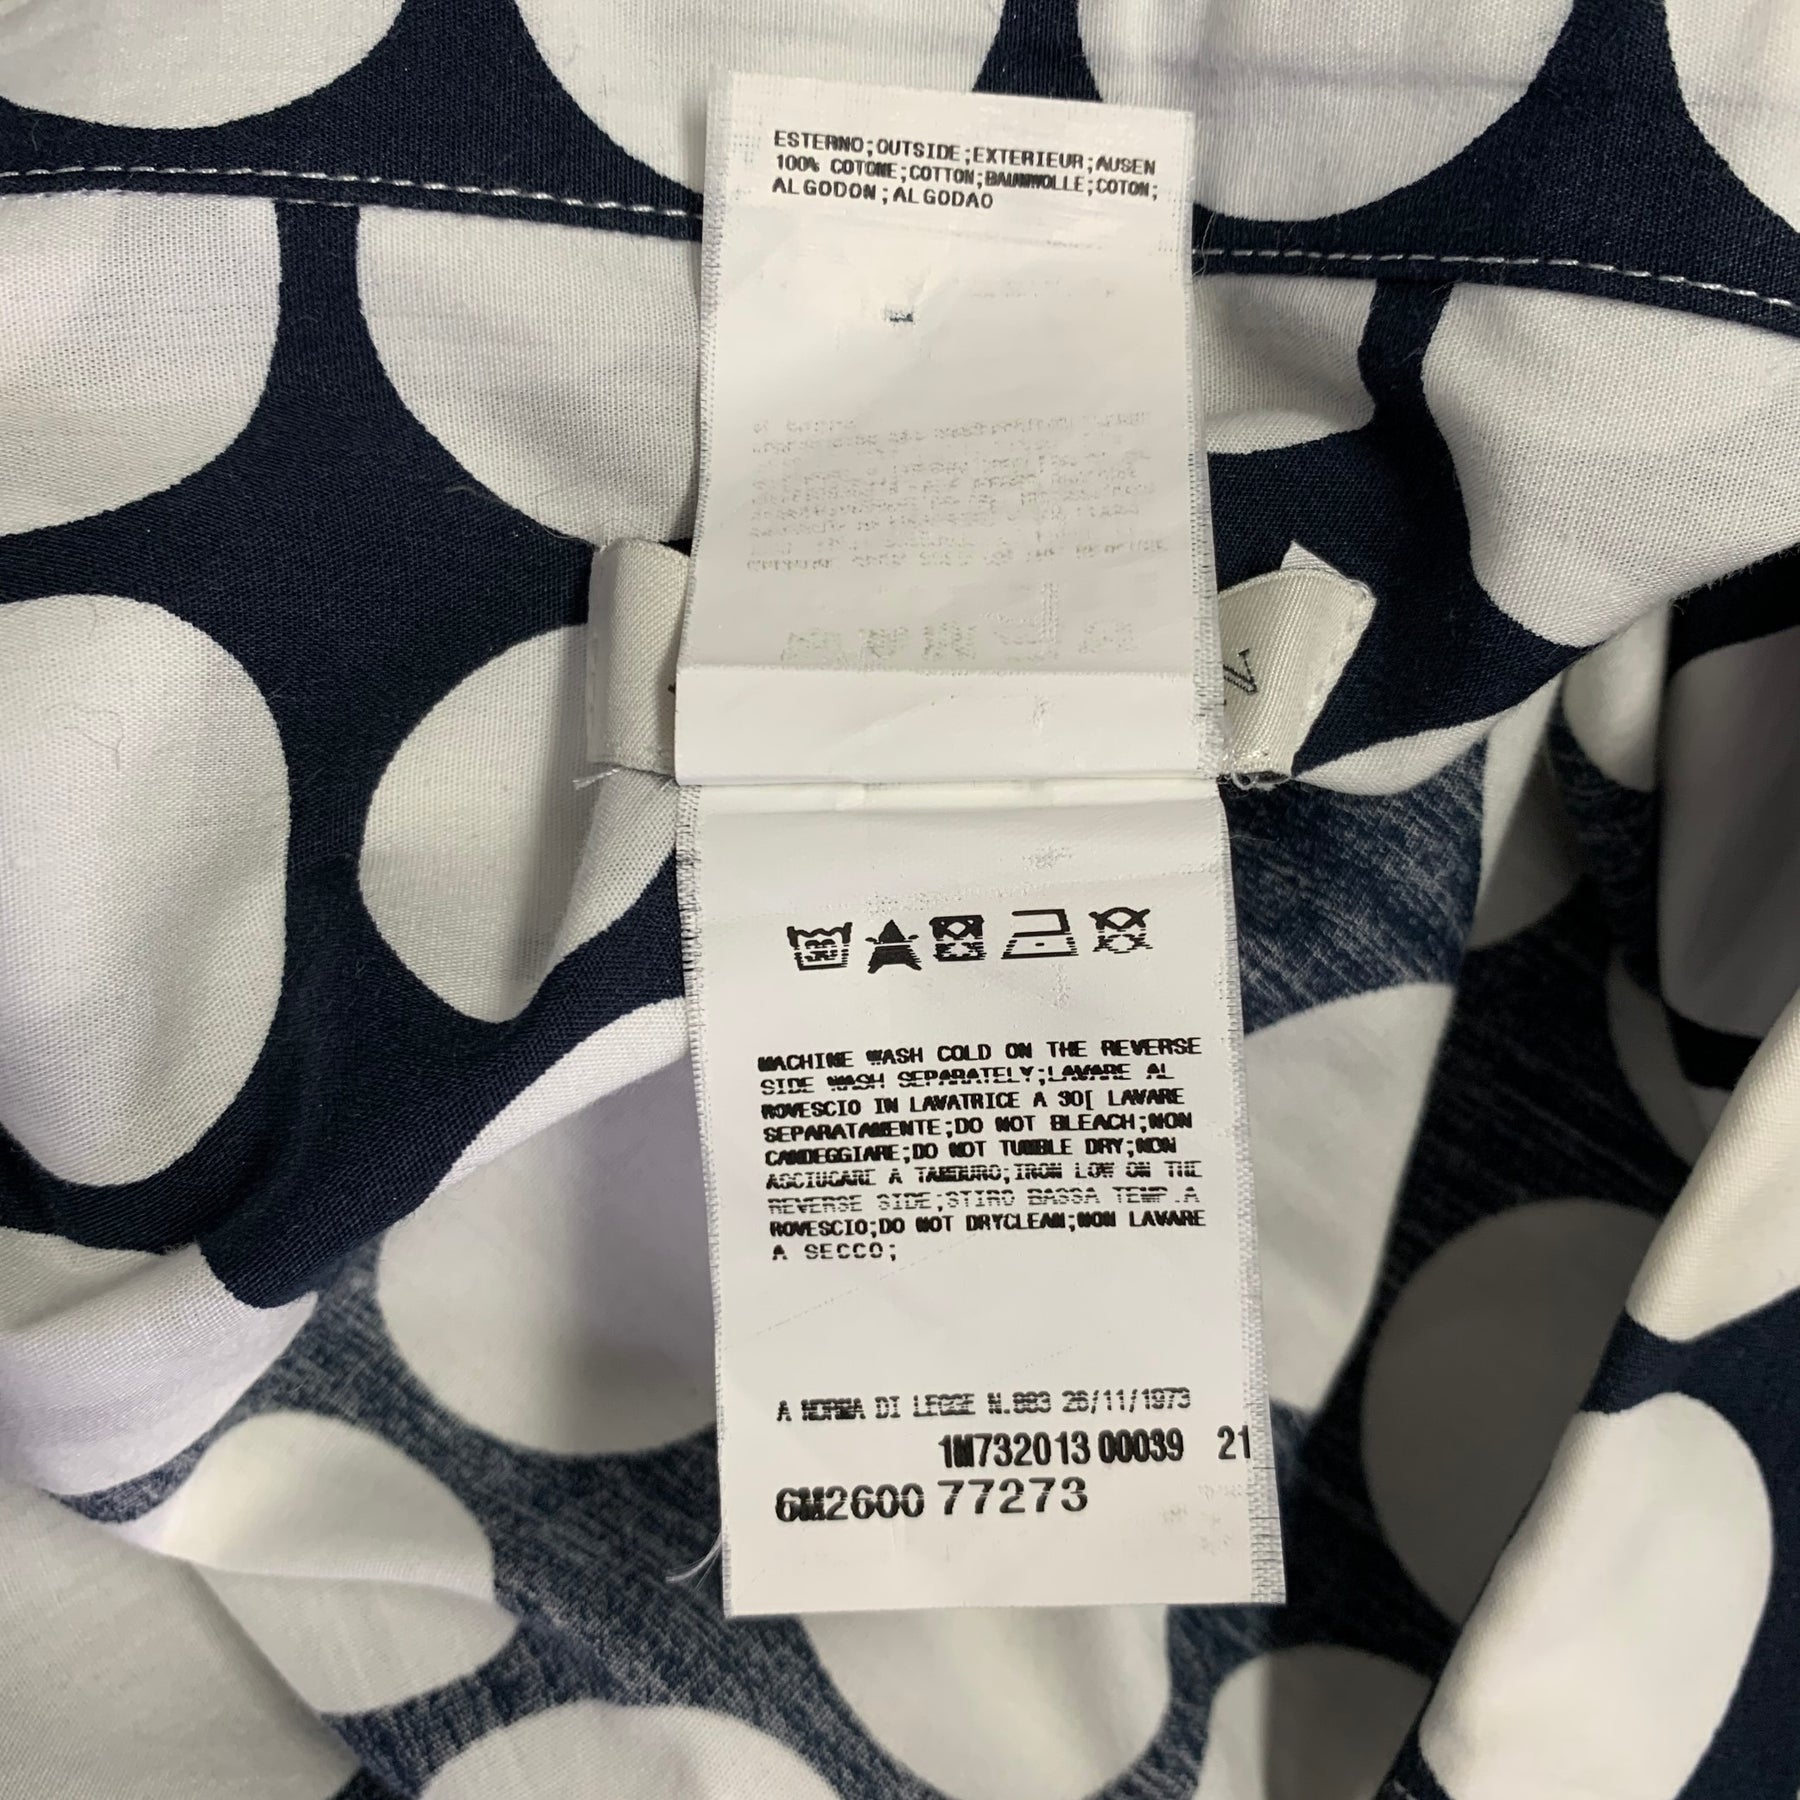 ESTERNO;OUTSIDE;EXTERIEUR;AUSEN
100% COTONE;COTTON;BAUMWOLLE;COTON;
ALGODON;ALGODAO
30
MACHINE WASH COLD ON THE REVERSE
SIDE WASH SEPARATELY;LAVARE AL
ROVESCIO IN LAVATRICE A 30[ LAVARE
SEPARATAMENTE;DO NOT BLEACH;NON
CANDEGGIARE;DO NOT TUMBLE DRY;NON
ASCIUGARE A TAMBURO;IRON LOW ON THE
REVERSE SIDE;STIRO BASSA TEMP.A
ROVESCIO;DO NOT DRYCLEAN;NON LAVARE
A SECCO;
A NORMA DI LEGGE N.883 26/11/1973
1M732013 00039 21
6M2600 77273